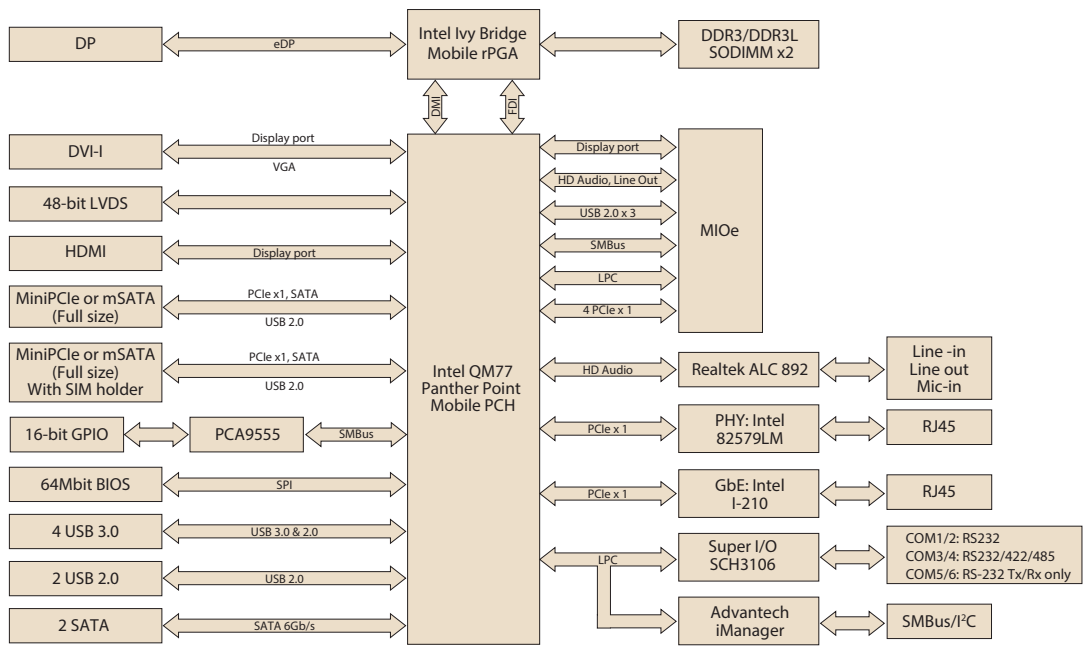 DP
eDP
Intel Ivy Bridge
Mobile rPGA
DDR3/DDR3L
SODIMM x2
DMI
FDI
DVI-I
Display port
VGA
48-bit LVDS
HDMI
Display port
MiniPCIe or mSATA
(Full size)
PCIe x1, SATA
USB 2.0
MiniPCIe or mSATA
(Full size)
With SIM holder
PCIe x1, SATA
USB 2.0
16-bit GPIO
PCA9555
SMBus
64Mbit BIOS
SPI
4 USB 3.0
USB 3.0 & 2.0
2 USB 2.0
USB 2.0
2 SATA
SATA 6Gb/s
Intel QM77
Panther Point
Mobile PCH
Display port
HD Audio, Line Out
USB 2.0 x 3
SMBus
LPC
4 PCIe x 1
MIOe
HD Audio
Realtek ALC 892
Line -in
Line out
Mic-in
PCIe x 1
PHY: Intel
82579LM
RJ45
PCIe x 1
GbE: Intel
I-210
RJ45
LPC
Super I/O
SCH3106
COM1/2: RS232
COM3/4: RS232/422/485
COM5/6: RS-232 Tx/Rx only
Advantech
iManager
SMBus/I²C